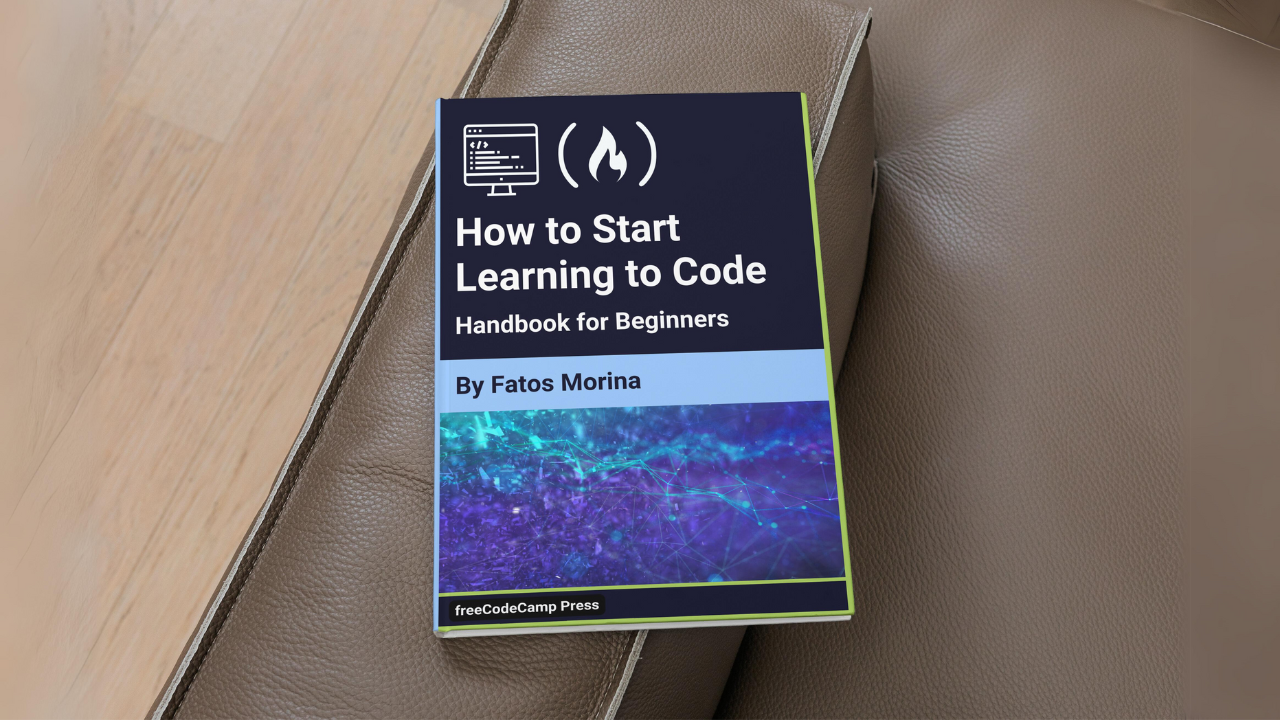 </>
How to Start
Learning to Code
Handbook for Beginners
By Fatos Morina
freeCodeCamp Press